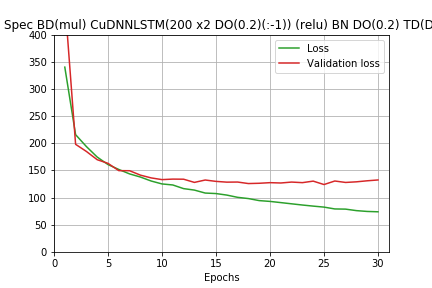 Spec BD(mul) CuDNNLSTM(200 x2 DO(0.2)(:-1)) (relu) BN DO(0.2) TD(D
400
350
300
250
200
150
100
50
0
Loss
Validation loss
0 5 10 15 20 25 30
Epochs